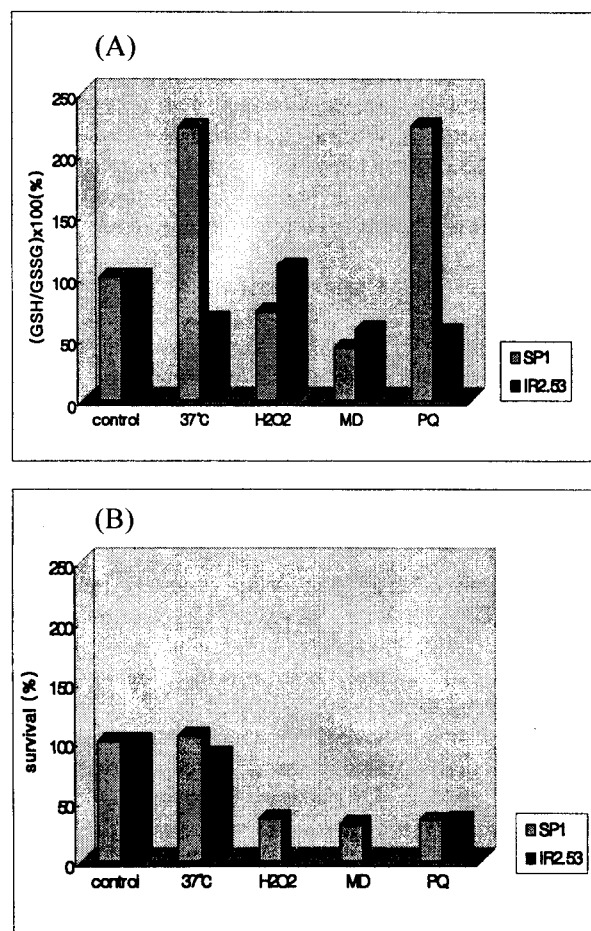 (A)
250
200
150
100
50
0
(GSH/GSSG)x100(%)
control 37℃ H2O2 MD PQ
SP1
IR2.53
(B)
250
200
150
100
50
0
survival (%)
control 37℃ H2O2 MD PQ
SP1
IR2.53